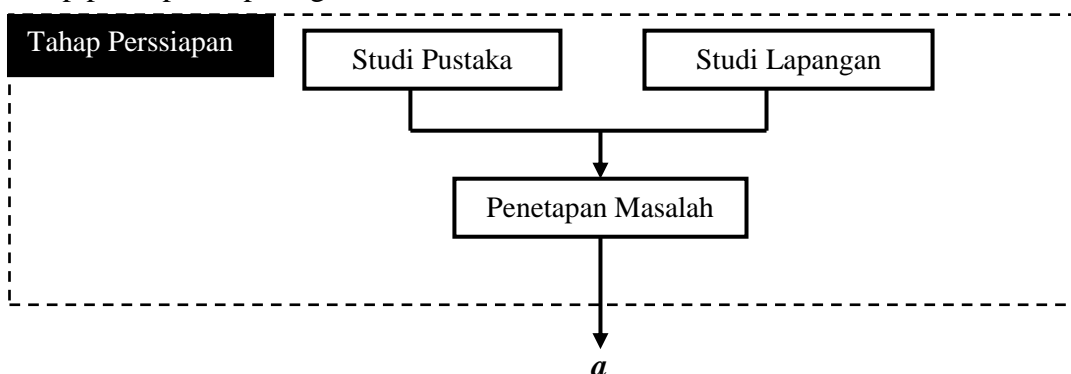 Tahap Perssiapan
Studi Pustaka
Studi Lapangan
Penetapan Masalah
a